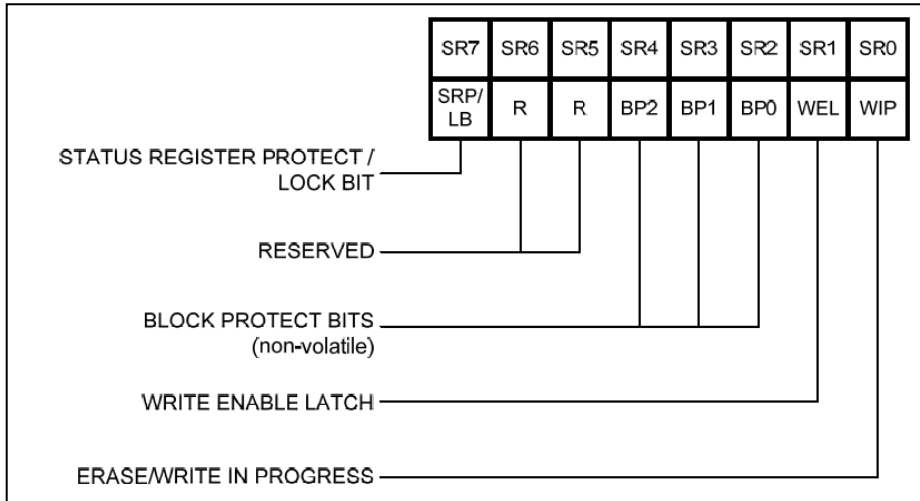 SR7 SR6 SR5 SR4 SR3 SR2 SR1 SR0
SRP/ LB R R BP2 BP1 BP0 WEL WIP
STATUS REGISTER PROTECT /
LOCK BIT
RESERVED
BLOCK PROTECT BITS
(non-volatile)
WRITE ENABLE LATCH
ERASE/WRITE IN PROGRESS